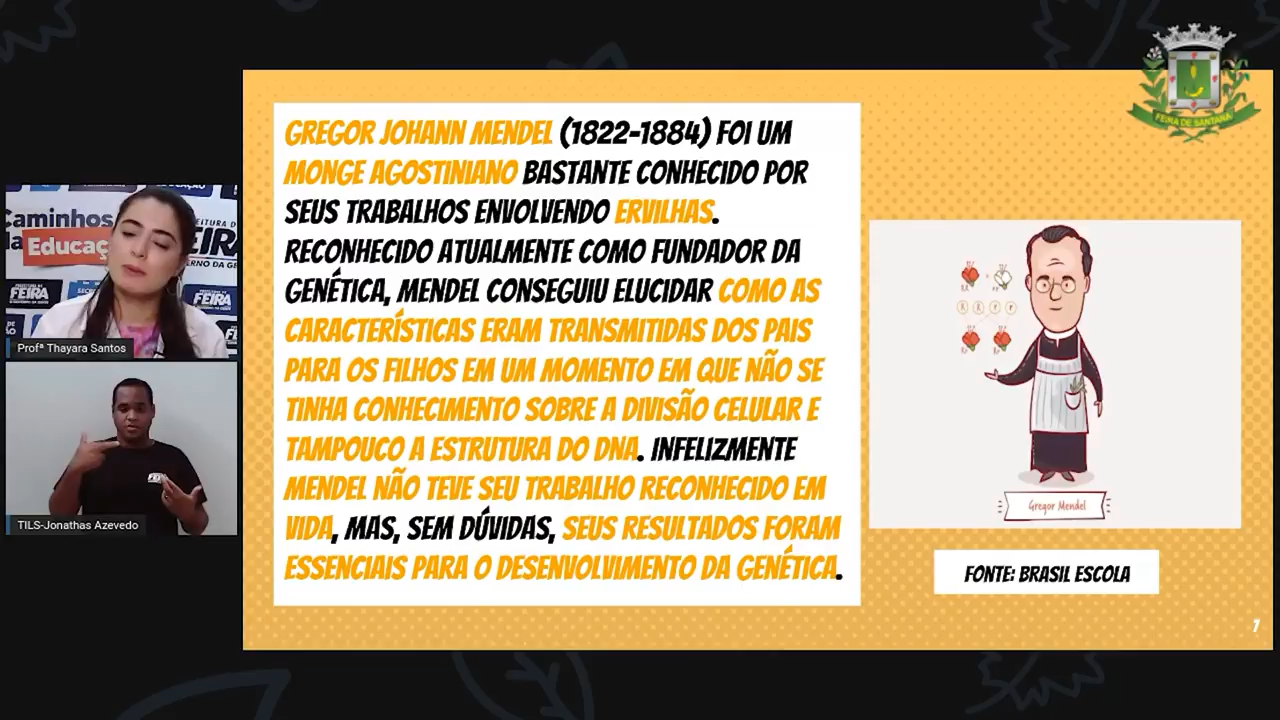 FEIRA DE SANTANA
GREGOR JOHANN MENDEL (1822-1884) FOI UM
MONGE AGOSTINIANO BASTANTE CONHECIDO POR
SEUS TRABALHOS ENVOLVENDO ERVILHAS.
RECONHECIDO ATUALMENTE COMO FUNDADOR DA
GENÉTICA, MENDEL CONSEGUIU ELUCIDAR COMO AS
CARACTERÍSTICAS ERAM TRANSMITIDAS DOS PAIS
PARA OS FILHOS EM UM MOMENTO EM QUE NÃO SE
TINHA CONHECIMENTO SOBRE A DIVISÃO CELULAR E
TAMPOUCO A ESTRUTURA DO DNA. INFELIZMENTE
MENDEL NÃO TEVE SEU TRABALHO RECONHECIDO EM
VIDA, MAS, SEM DÚVIDAS, SEUS RESULTADOS FORAM
ESSENCIAIS PARA O DESENVOLVIMENTO DA GENÉTICA.
Gregor Mendel
FONTE: BRASIL ESCOLA
7
Caminhos
da
Educaç
FEIRA
FEIRA
Profª Thayara Santos
TILS-Jonathas Azevedo